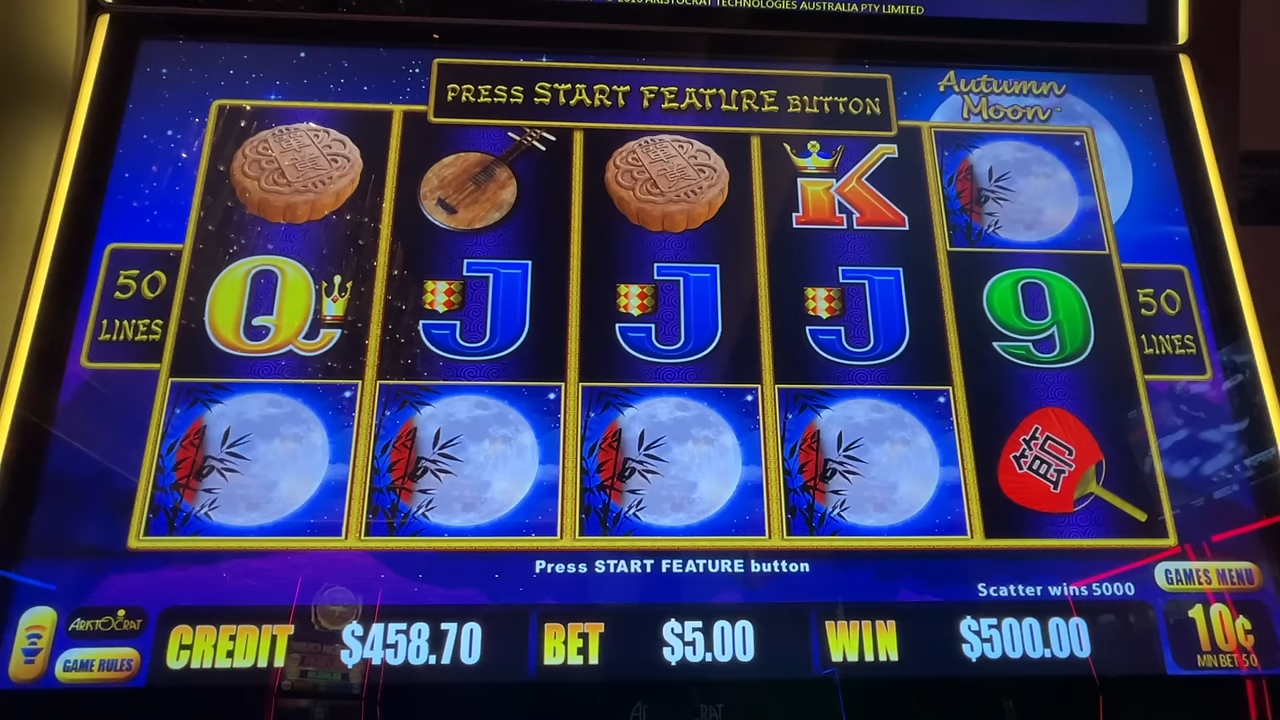 2016 ARISTOCRAT TECHNOLOGIES AUSTRALIA PTY LIMITED
PRESS START FEATURE BUTTON
Autumn
Moon
K
50
LINES
Q
J
J
J
9
50
LINES
Press START FEATURE button
Scatter wins 5000
GAMES MENU
ARISTOCRAT
GAME RULES
CREDIT $458.70 BET $5.00 WIN $500.00
10¢
MIN BET 50